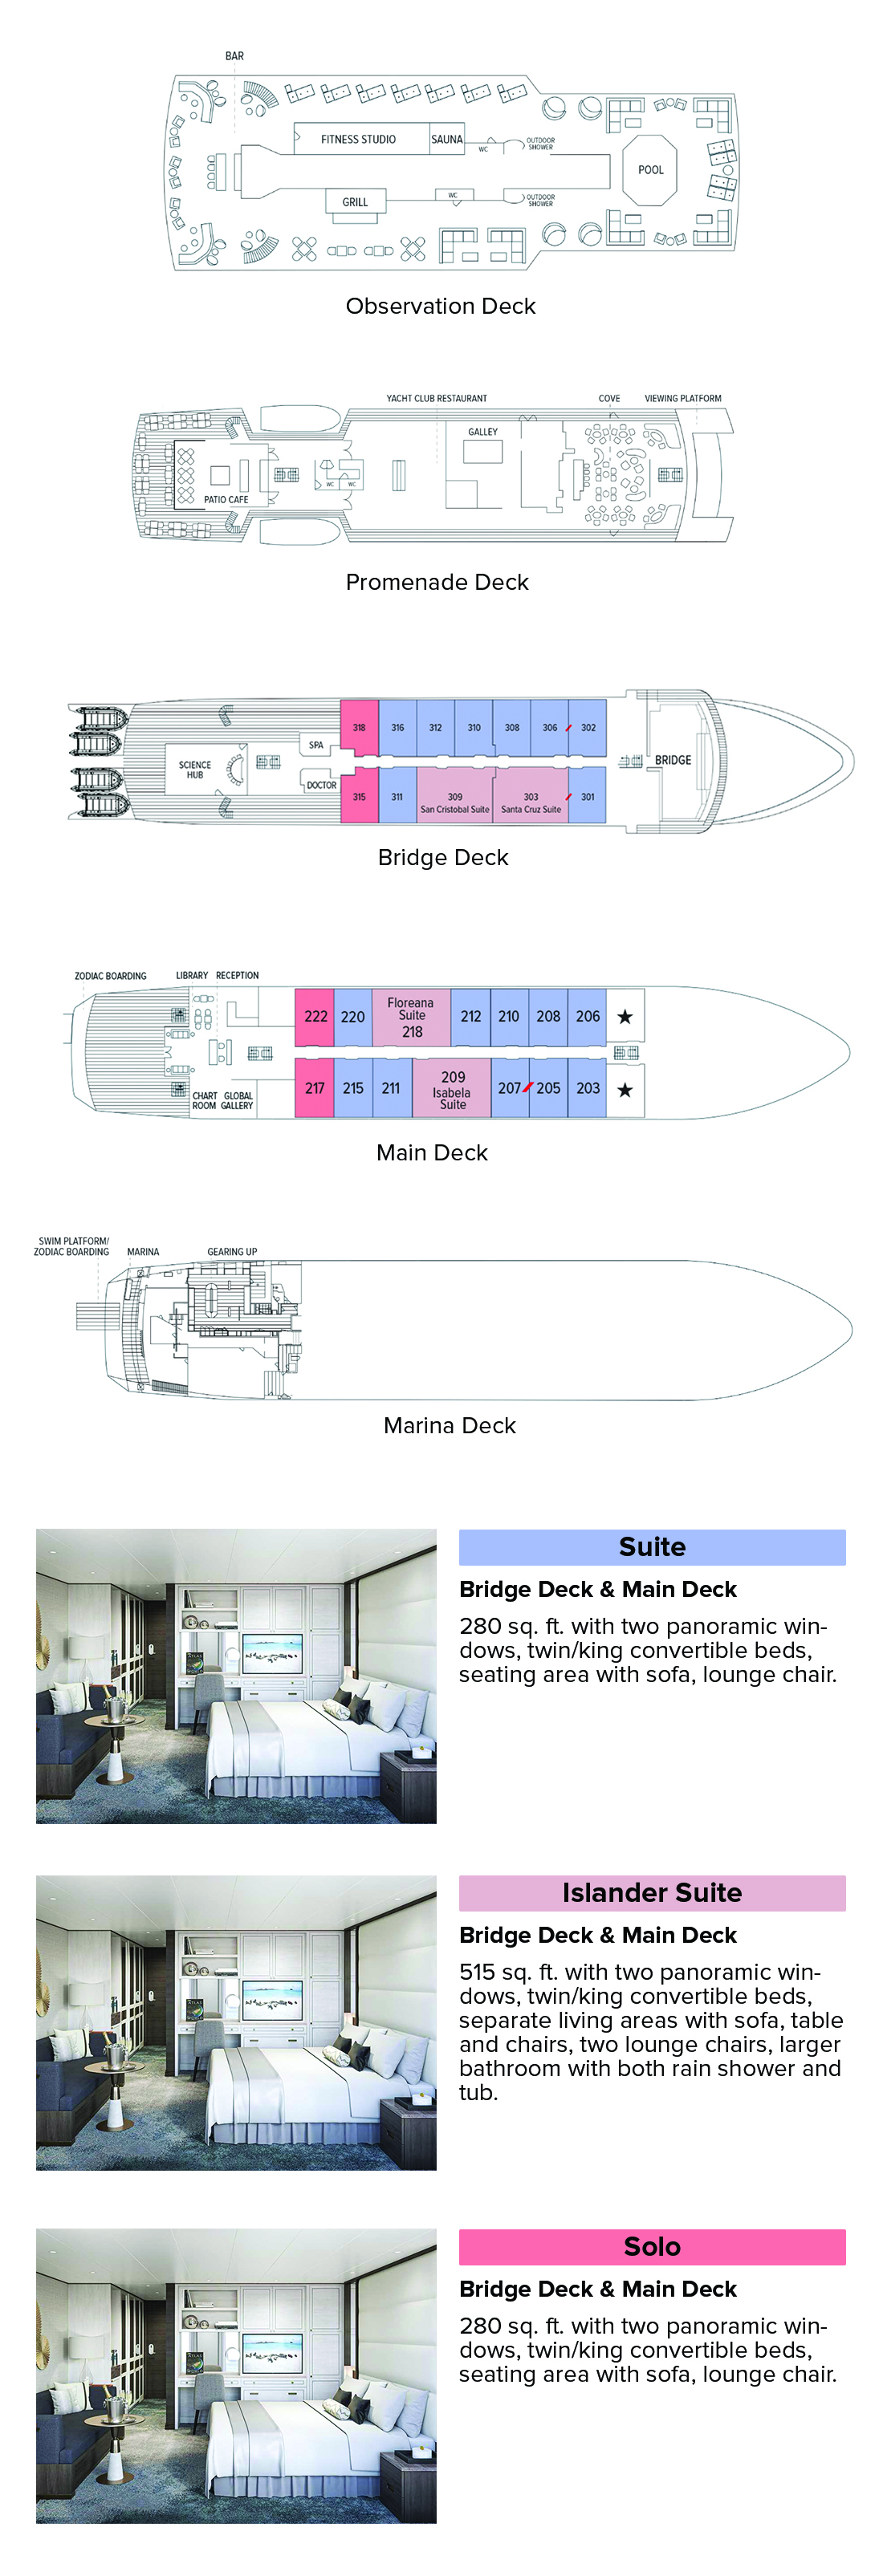 BAR
FITNESS STUDIO
SAUNA
WC
OUTDOOR
SHOWER
POOL
GRILL
WC
OUTDOOR
SHOWER
Observation Deck
YACHT CLUB RESTAURANT
COVE
VIEWING PLATFORM
GALLEY
WC
WC
PATIO CAFE
Promenade Deck
318
316
312
310
308
306
302
SPA
SCIENCE
HUB
BRIDGE
DOCTOR
315
311
309
San Cristobal Suite
303
Santa Cruz Suite
301
Bridge Deck
ZODIAC BOARDING
LIBRARY
RECEPTION
222
220
Floreana
Suite
218
212
210
208
206
217
215
211
209
Isabela
Suite
207
205
203
CHART
ROOM
GLOBAL
GALLERY
Main Deck
SWIM PLATFORM/
ZODIAC BOARDING
MARINA
GEARING UP
Marina Deck
Suite
Bridge Deck & Main Deck
280 sq. ft. with two panoramic win-
dows, twin/king convertible beds,
seating area with sofa, lounge chair.
Islander Suite
Bridge Deck & Main Deck
515 sq. ft. with two panoramic win-
dows, twin/king convertible beds,
separate living areas with sofa, table
and chairs, two lounge chairs, larger
bathroom with both rain shower and
tub.
Solo
Bridge Deck & Main Deck
280 sq. ft. with two panoramic win-
dows, twin/king convertible beds,
seating area with sofa, lounge chair.